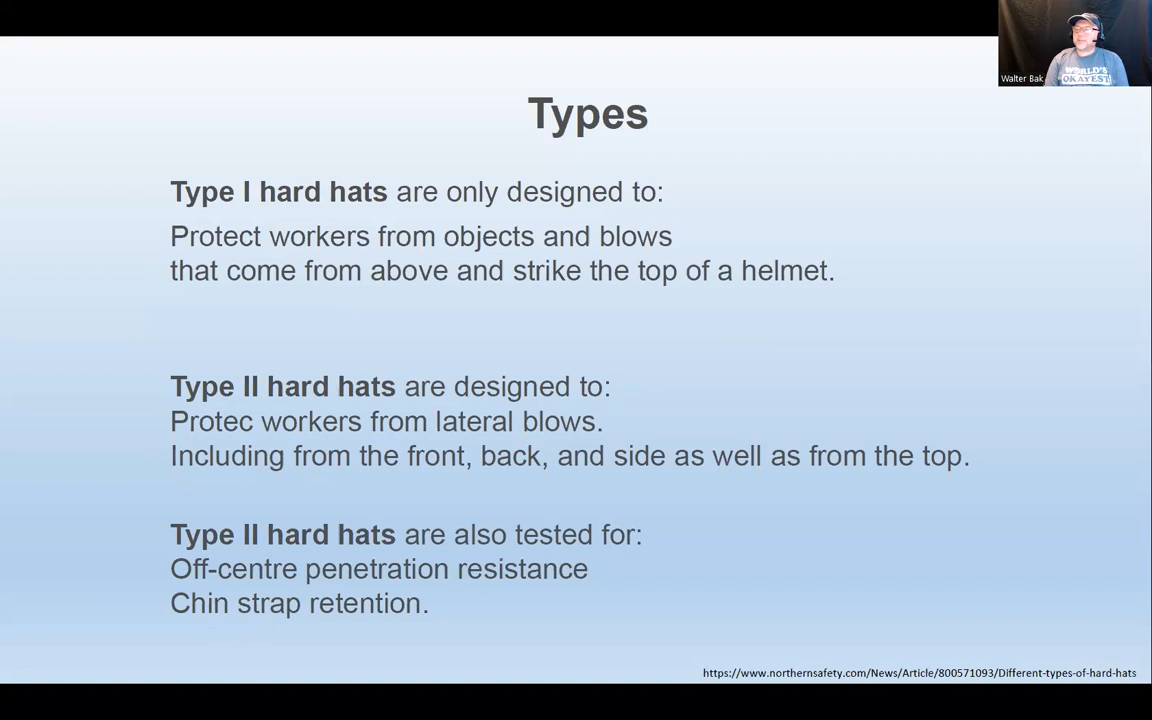 Walter Bak
WORLD'S
OKAYEST
Types
Type I hard hats are only designed to:
Protect workers from objects and blows
that come from above and strike the top of a helmet.
Type II hard hats are designed to:
Protec workers from lateral blows.
Including from the front, back, and side as well as from the top.
Type II hard hats are also tested for:
Off-centre penetration resistance
Chin strap retention.
https://www.northernsafety.com/News/Article/800571093/Different-types-of-hard-hats